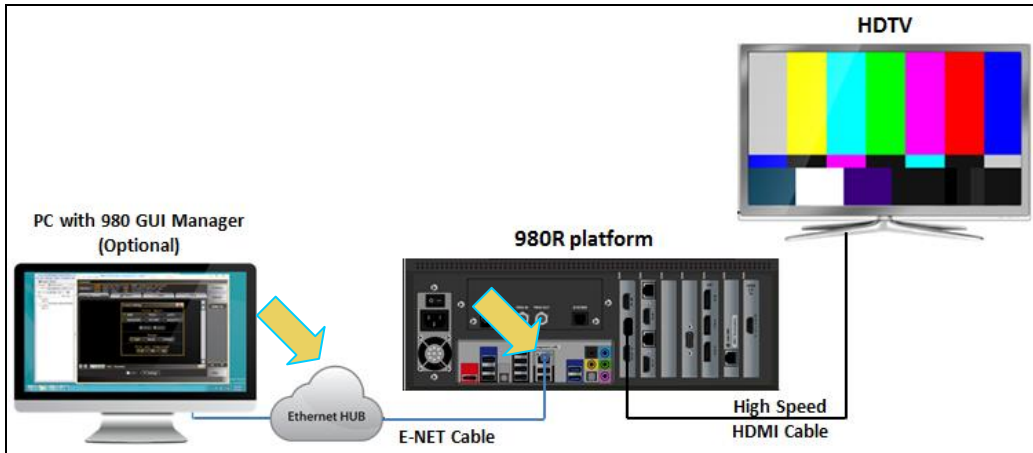 HDTV
PC with 980 GUI Manager
(Optional)
980R platform
Ethernet HUB
E-NET Cable
High Speed
HDMI Cable